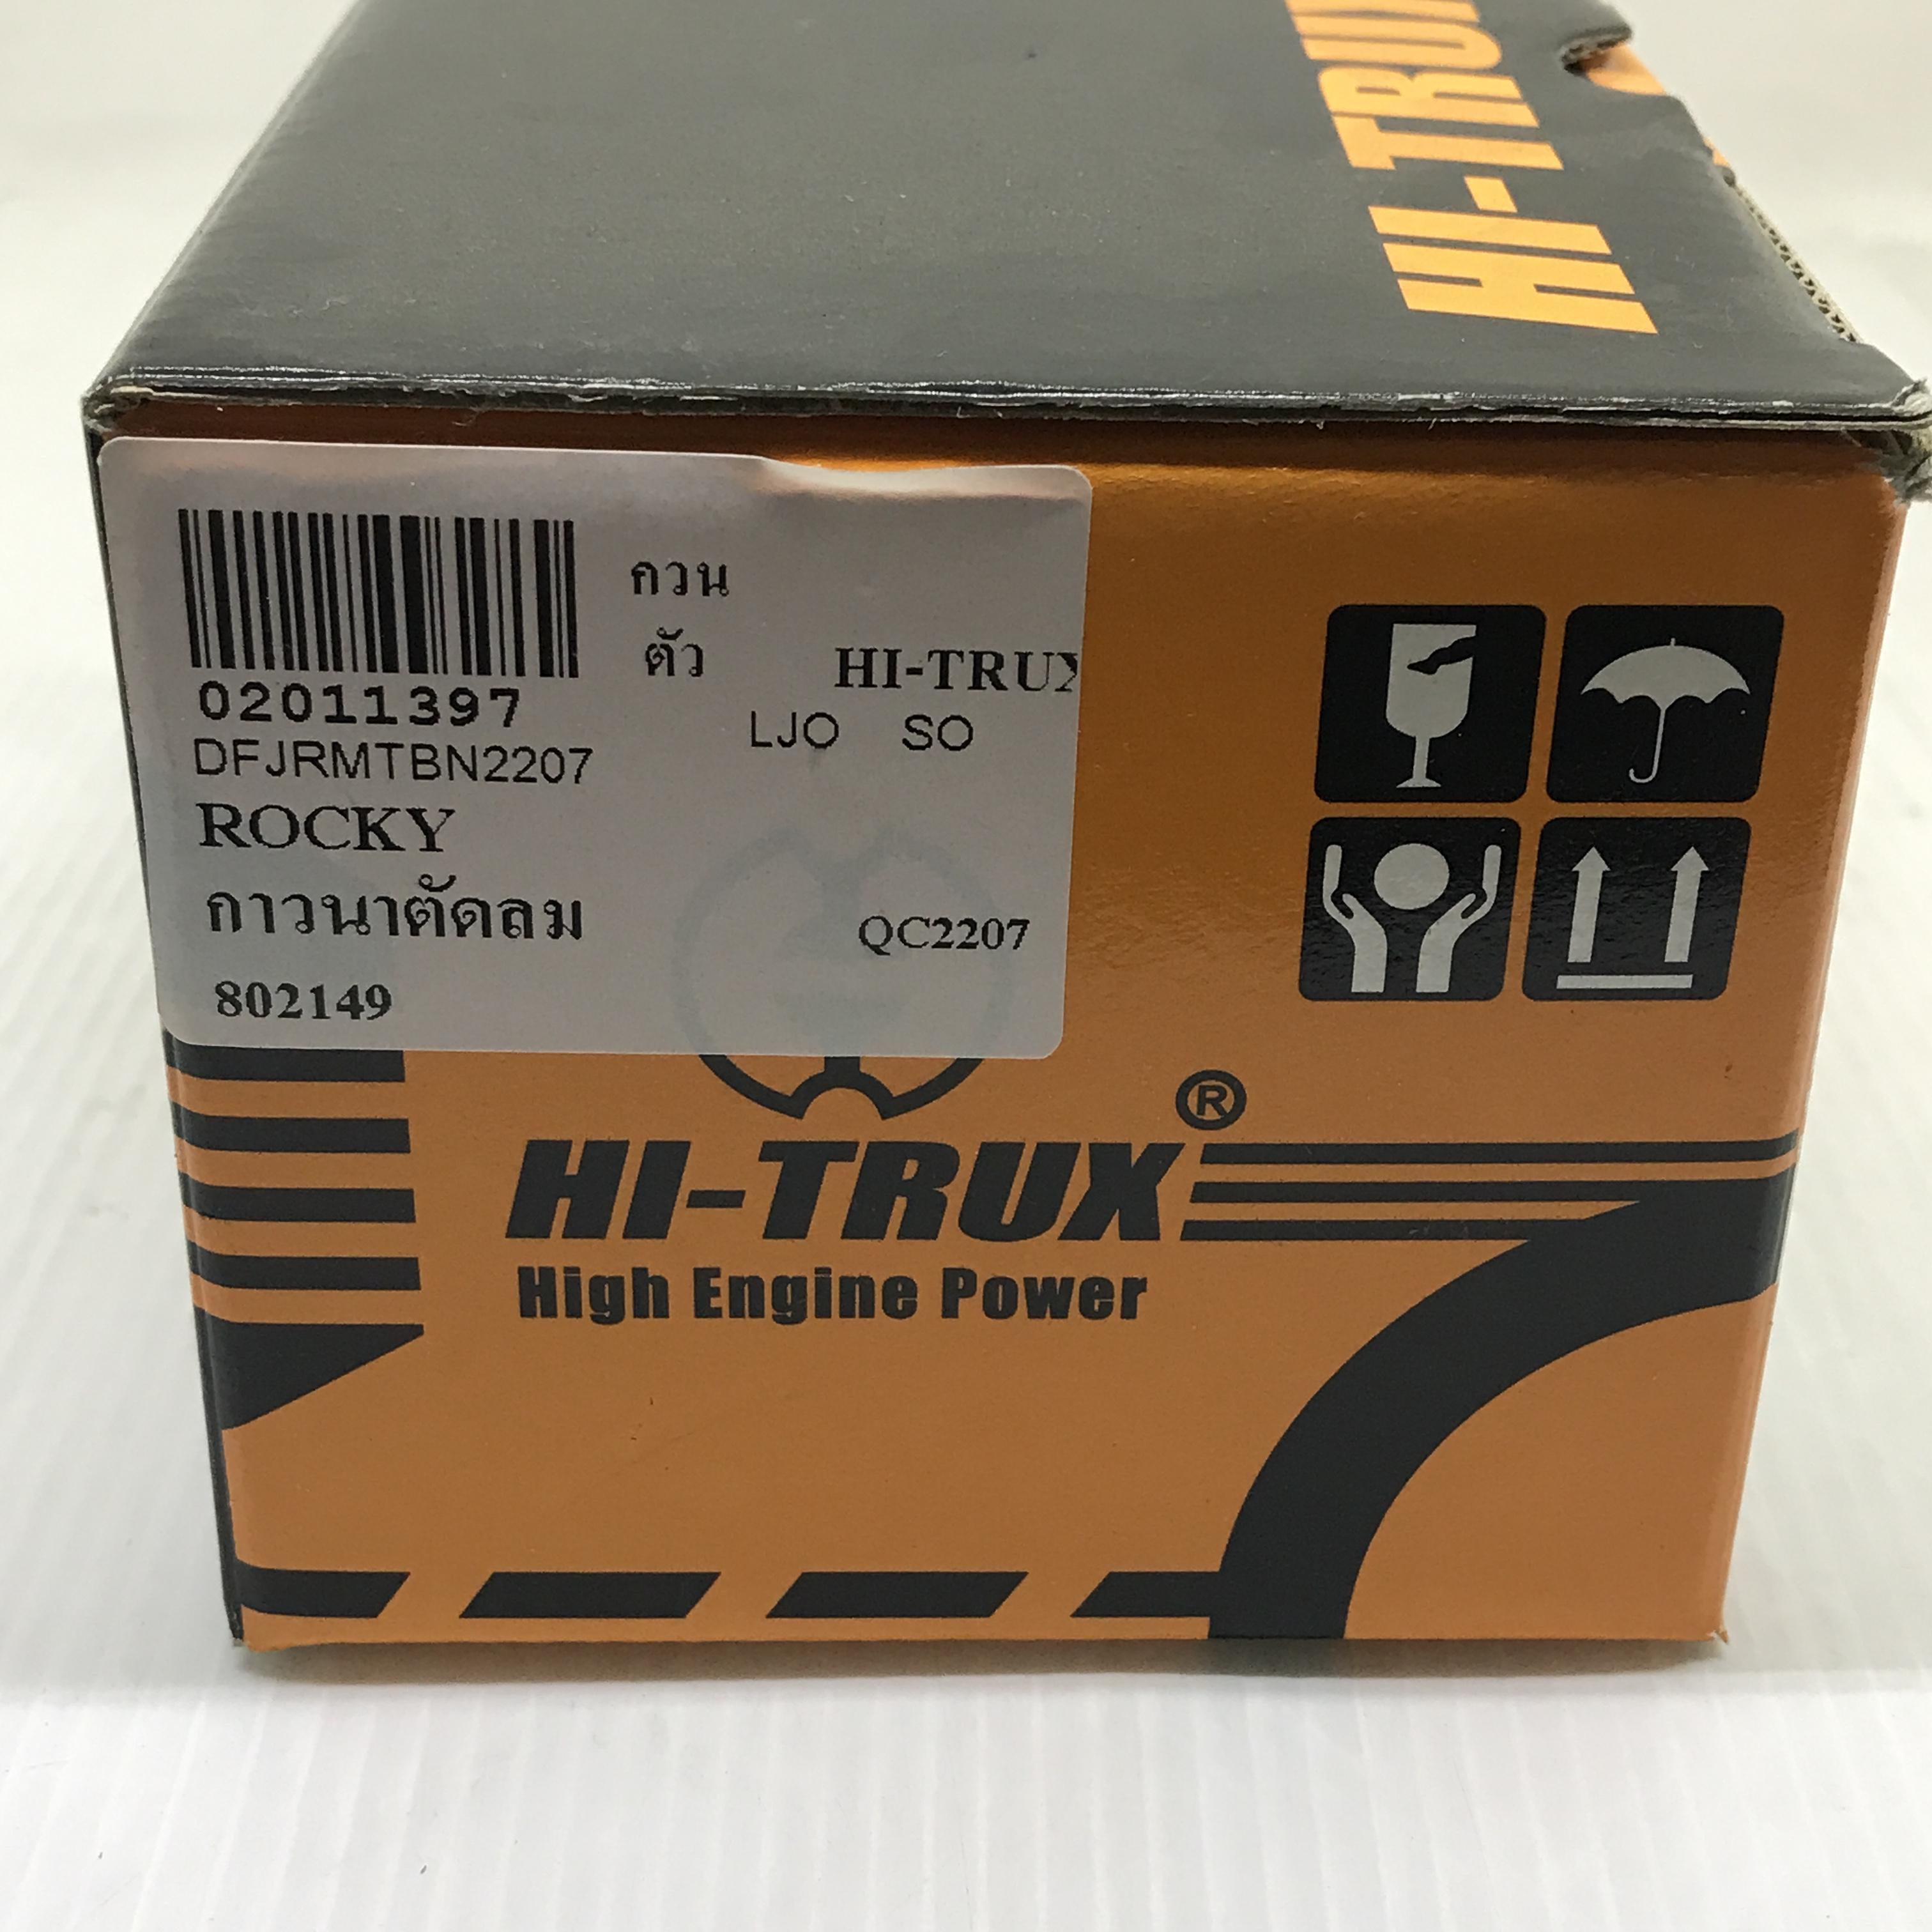 HI-TRUX
กวน
ตัว HI-TRUX
02011397
LJO SO
DFJRMTBN2207
ROCKY
กาวนาตัดลม QC2207
802149
®
HI-TRUX
High Engine Power